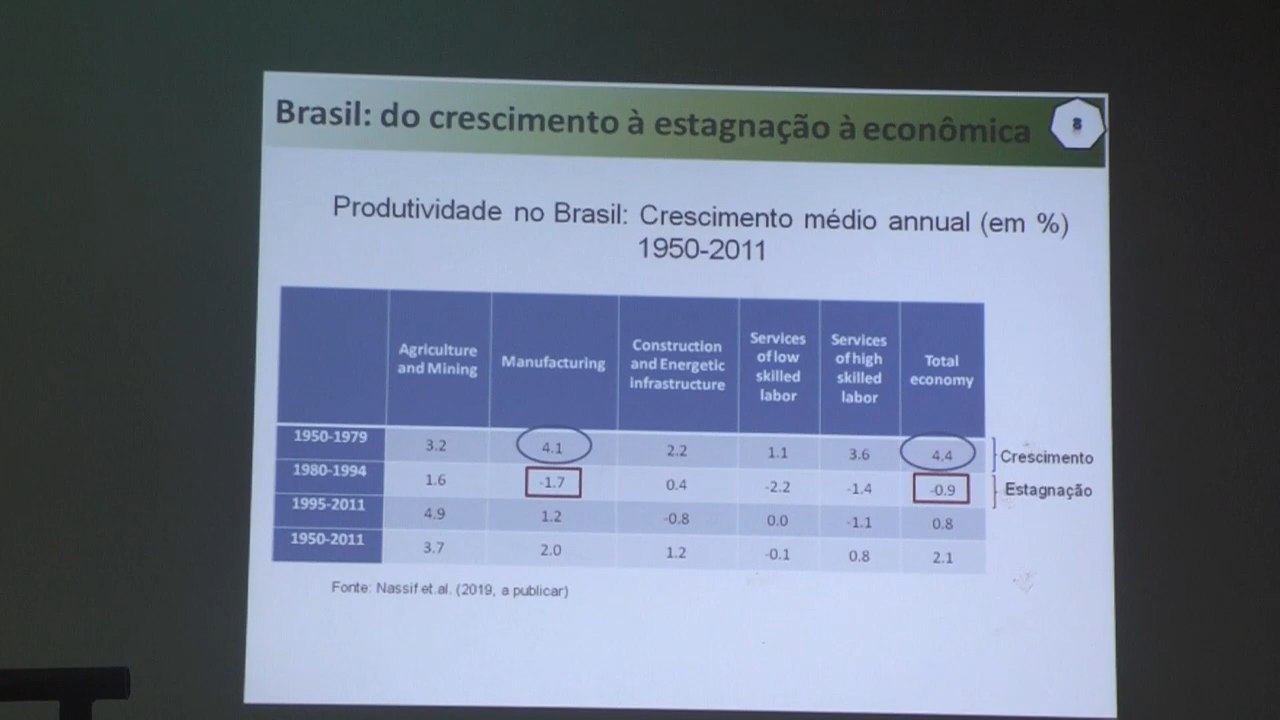 Brasil: do crescimento à estagnação à econômica
8
Produtividade no Brasil: Crescimento médio annual (em %)
1950-2011
Agriculture and Mining Manufacturing Construction and Energetic infrastructure Services of low skilled labor Services of high skilled labor Total economy
1950-1979 3.2 4.1 2.2 1.1 3.6 4.4 Crescimento
1980-1994 1.6 -1.7 0.4 -2.2 -1.4 -0.9 Estagnação
1995-2011 4.9 1.2 -0.8 0.0 -1.1 0.8
1950-2011 3.7 2.0 1.2 -0.1 0.8 2.1
Fonte: Nassif et.al. (2019, a publicar)